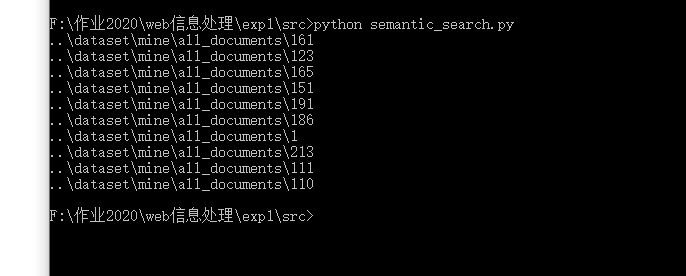 F:\作业2020\web信息处理\exp1\src>python semantic_search.py
..\dataset\mine\all_documents\161
..\dataset\mine\all_documents\123
..\dataset\mine\all_documents\165
..\dataset\mine\all_documents\151
..\dataset\mine\all_documents\191
..\dataset\mine\all_documents\186
..\dataset\mine\all_documents\1
..\dataset\mine\all_documents\213
..\dataset\mine\all_documents\111
..\dataset\mine\all_documents\110
F:\作业2020\web信息处理\exp1\src>